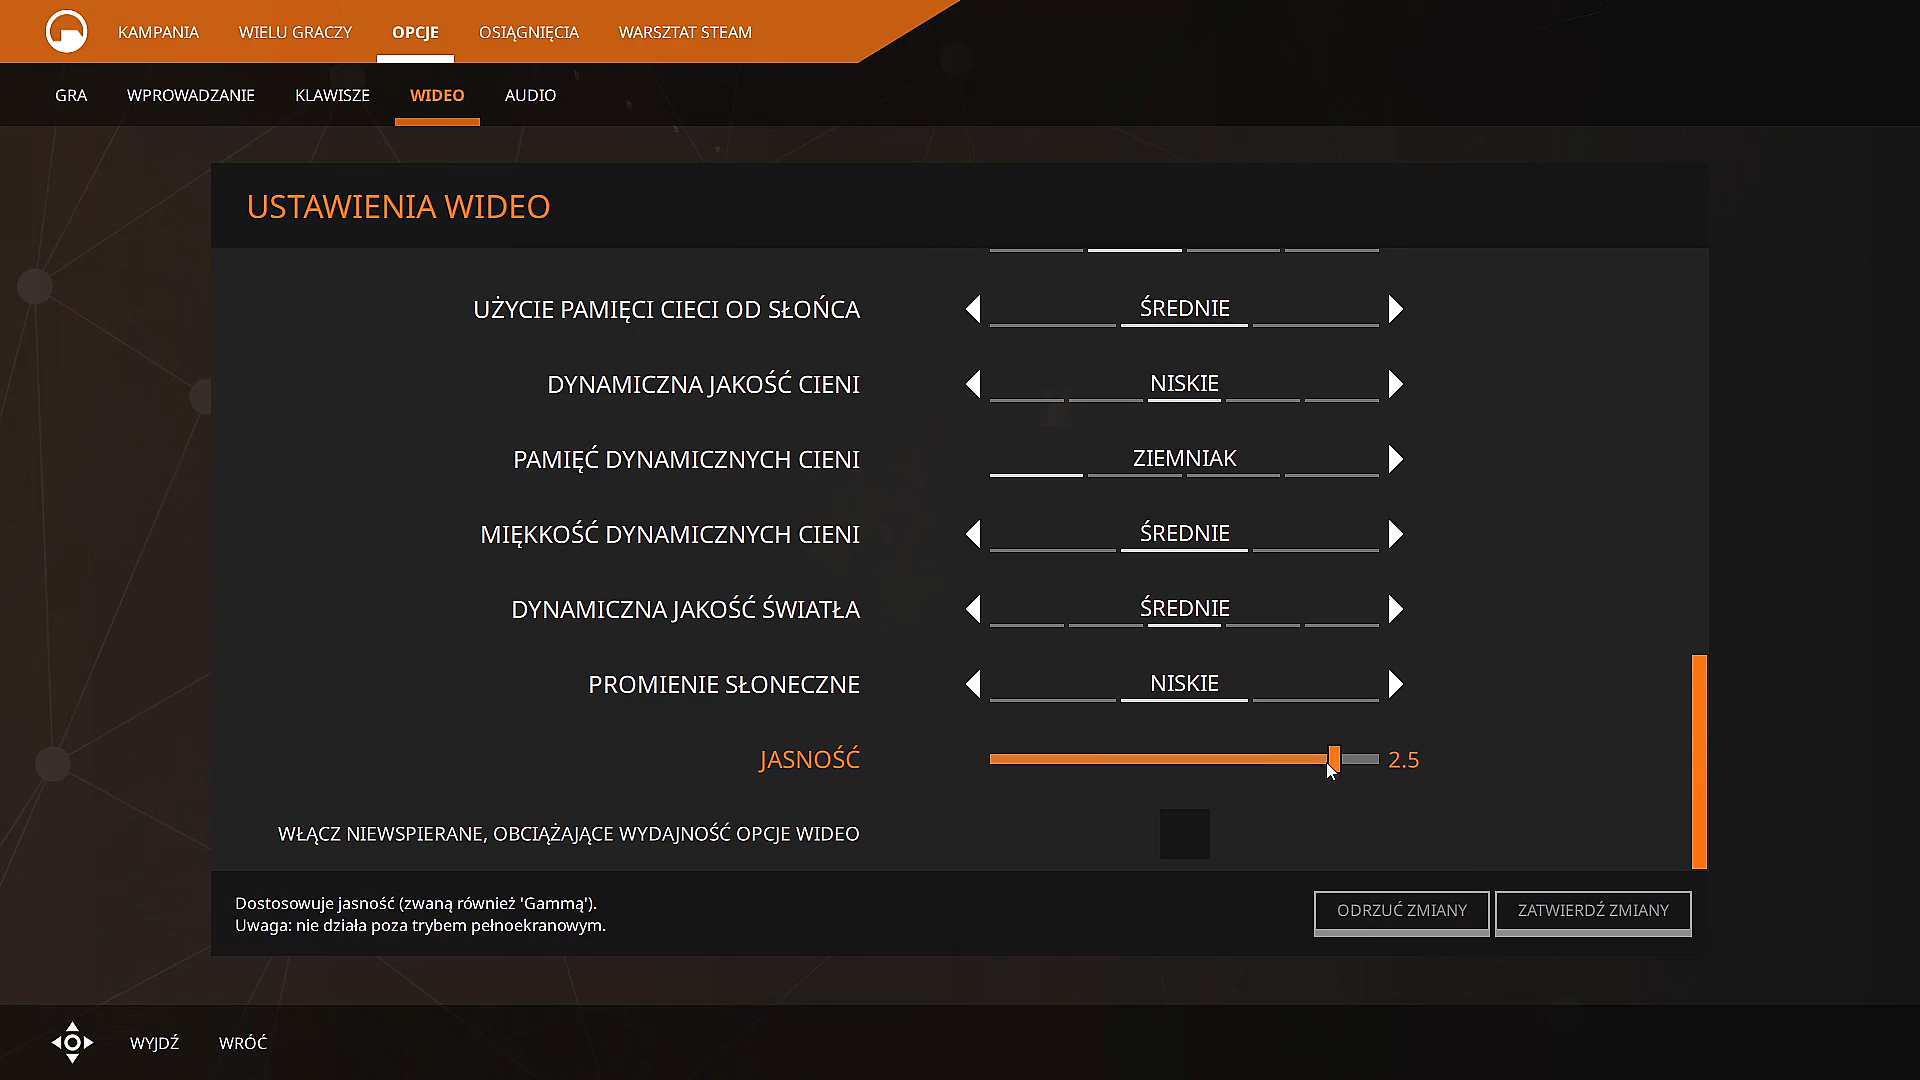 KAMPANIA WIELU GRACZY OPCJE OSIĄGNIĘCIA WARSZTAT STEAM
GRA WPROWADZANIE KLAWISZE WIDEO AUDIO
USTAWIENIA WIDEO
UŻYCIE PAMIĘCI CIECI OD SŁOŃCA ŚREDNIE
DYNAMICZNA JAKOŚĆ CIENI NISKIE
PAMIĘĆ DYNAMICZNYCH CIENI ZIEMNIAK
MIĘKKOŚĆ DYNAMICZNYCH CIENI ŚREDNIE
DYNAMICZNA JAKOŚĆ ŚWIATŁA ŚREDNIE
PROMIENIE SŁONECZNE NISKIE
JASNOŚĆ 2.5
WŁĄCZ NIEWSPIERANE, OBCIĄŻAJĄCE WYDAJNOŚĆ OPCJE WIDEO
Dostosowuje jasność (zwaną również 'Gammą').
Uwaga: nie działa poza trybem pełnoekranowym.
ODRZUĆ ZMIANY ZATWIERDŹ ZMIANY
WYJDŹ WRÓĆ